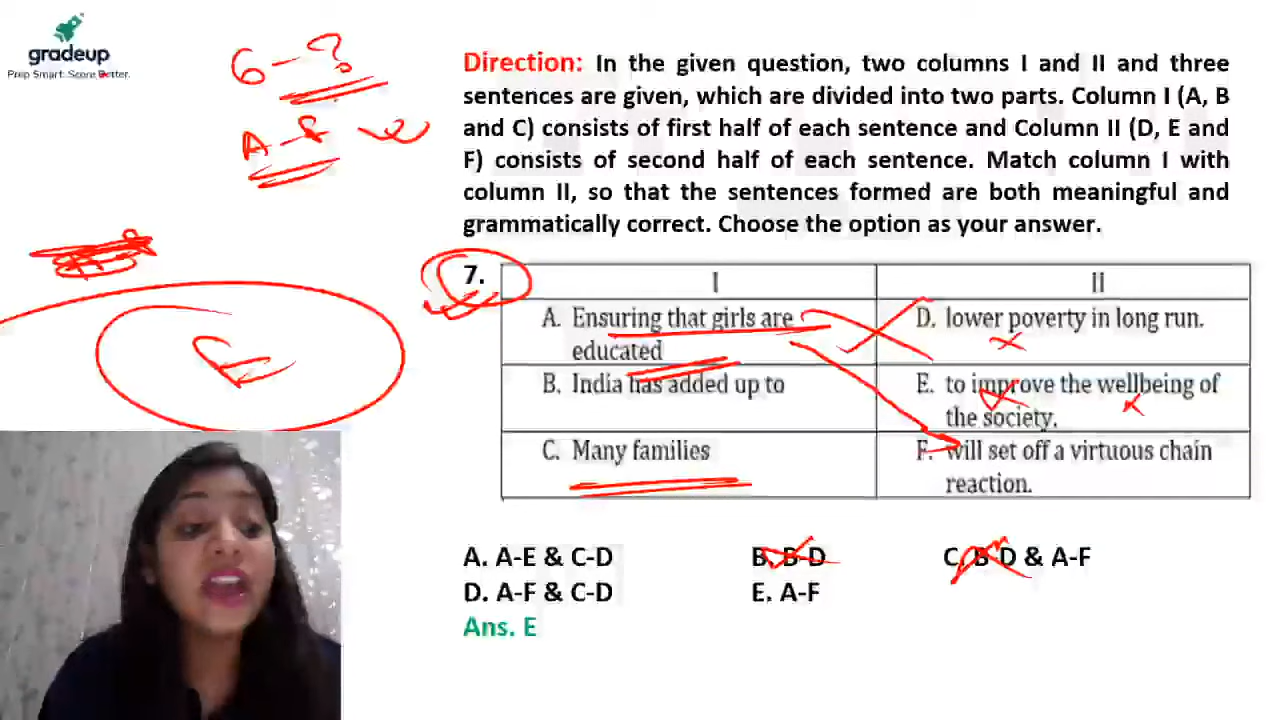 gradeup
Prep Smart. Score Better.
6 - ?
Direction: In the given question, two columns I and II and three
sentences are given, which are divided into two parts. Column I (A, B
and C) consists of first half of each sentence and Column II (D, E and
F) consists of second half of each sentence. Match column I with
column II, so that the sentences formed are both meaningful and
grammatically correct. Choose the option as your answer.
7.
I
II
A. Ensuring that girls are
educated
D. lower poverty in long run.
B. India has added up to
E. to improve the wellbeing of
the society.
C. Many families
F. will set off a virtuous chain
reaction.
A. A-E & C-D
B. B-D
C. B-D & A-F
D. A-F & C-D
E. A-F
Ans. E